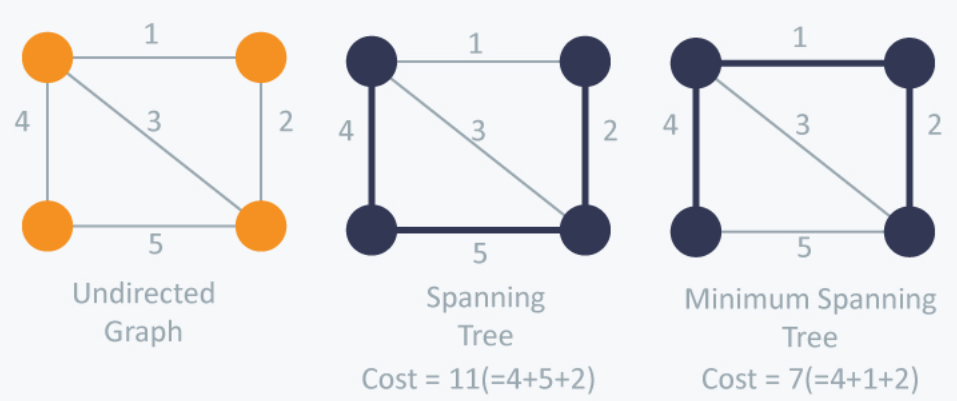 1
4
3
2
5
Undirected
Graph
1
4
3
2
5
Spanning
Tree
Cost = 11(=4+5+2)
1
4
3
2
5
Minimum Spanning
Tree
Cost = 7(=4+1+2)